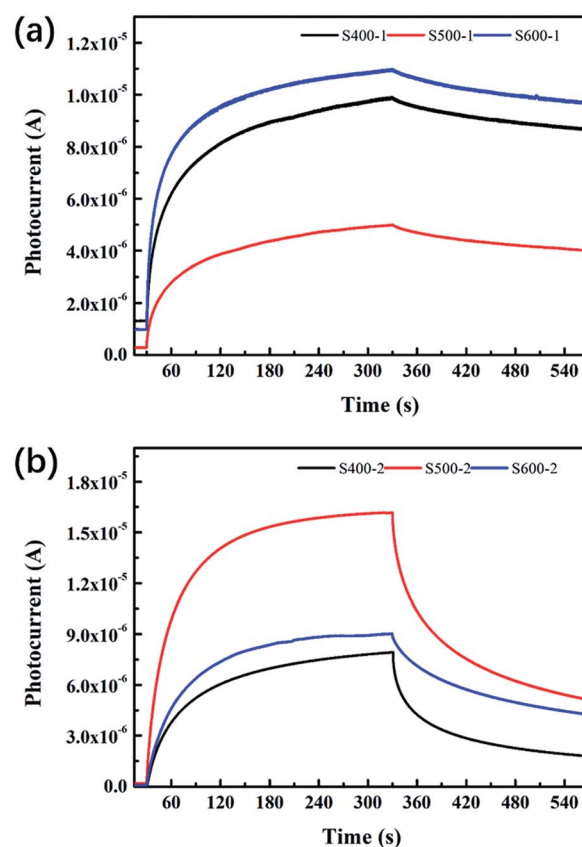 (a)
S400-1 S500-1 S600-1
1.2x10⁻⁵
1.0x10⁻⁵
8.0x10⁻⁶
6.0x10⁻⁶
4.0x10⁻⁶
2.0x10⁻⁶
0.0
Photocurrent (A)
60 120 180 240 300 360 420 480 540
Time (s)
(b)
S400-2 S500-2 S600-2
1.8x10⁻⁵
1.5x10⁻⁵
1.2x10⁻⁵
9.0x10⁻⁶
6.0x10⁻⁶
3.0x10⁻⁶
0.0
Photocurrent (A)
60 120 180 240 300 360 420 480 540
Time (s)